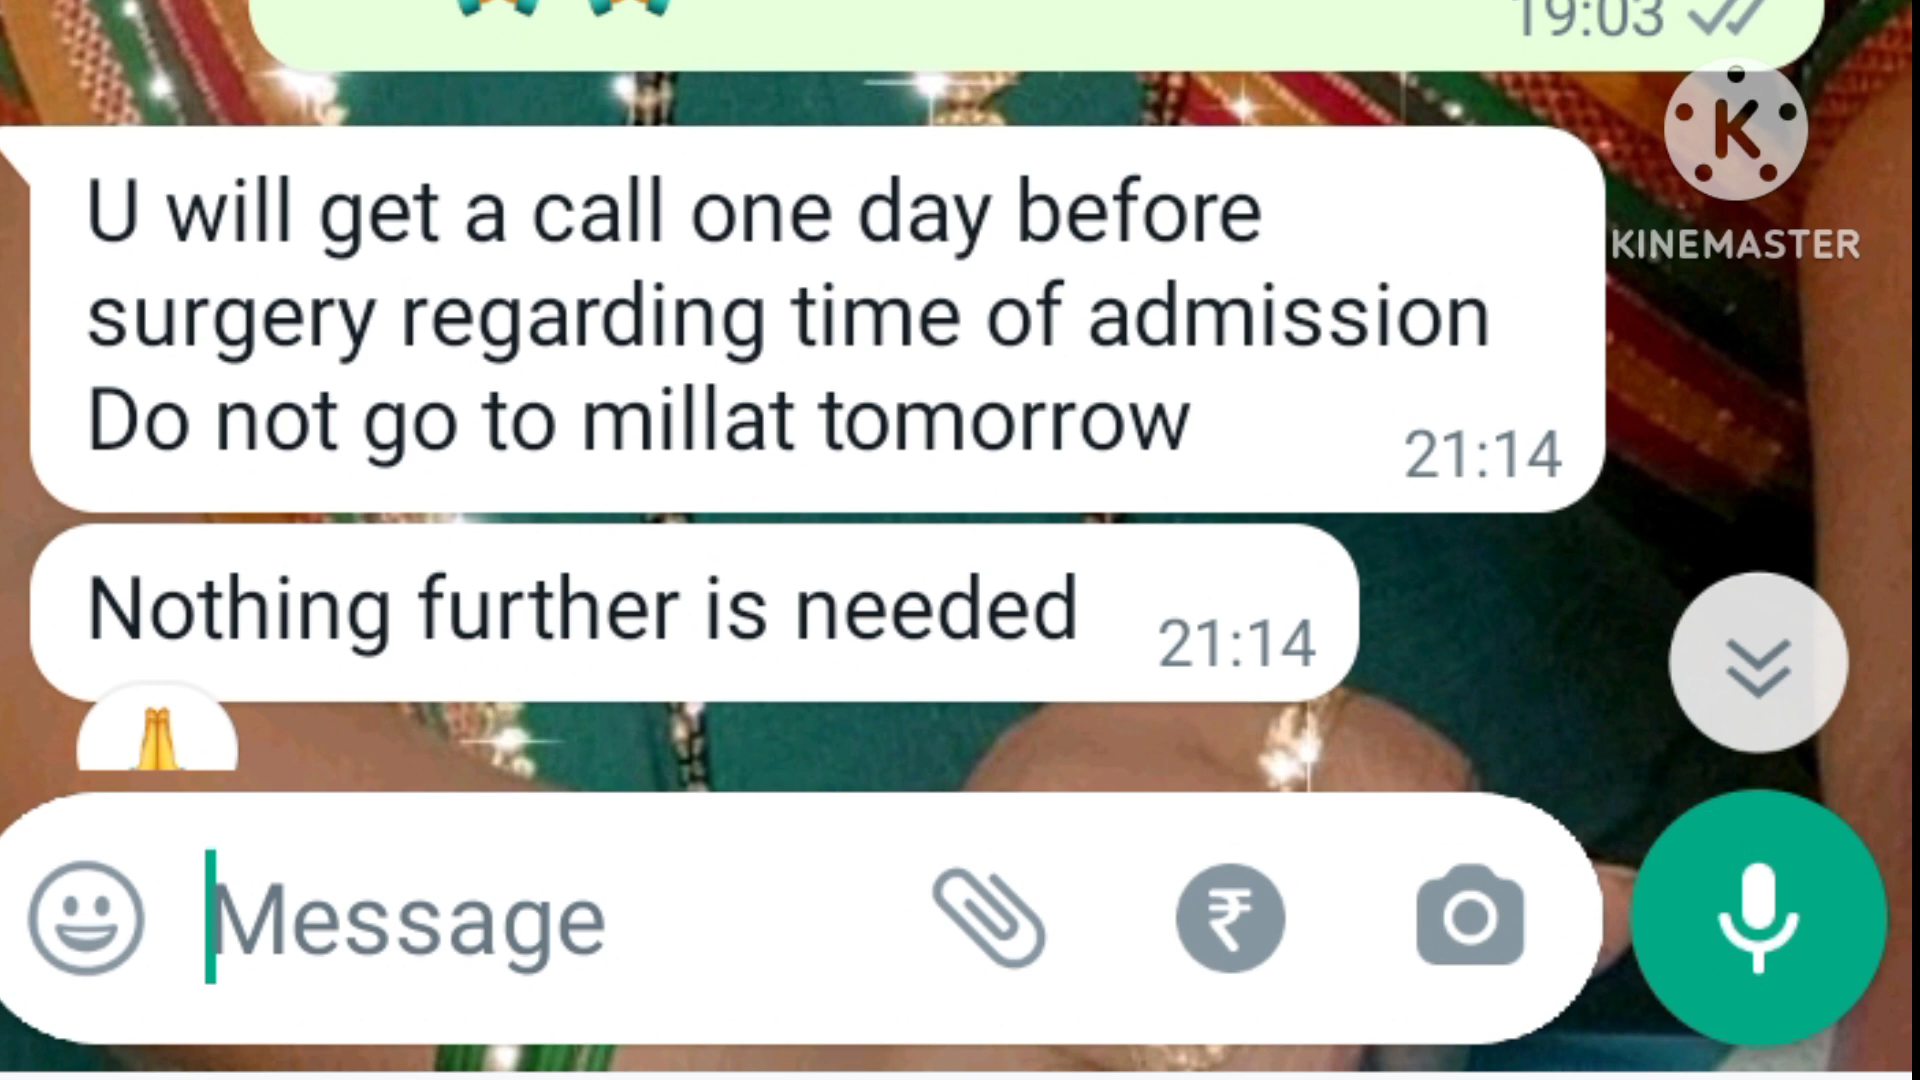 19:03
K
KINEMASTER
U will get a call one day before
surgery regarding time of admission
Do not go to millat tomorrow
21:14
Nothing further is needed
21:14
Message
₹